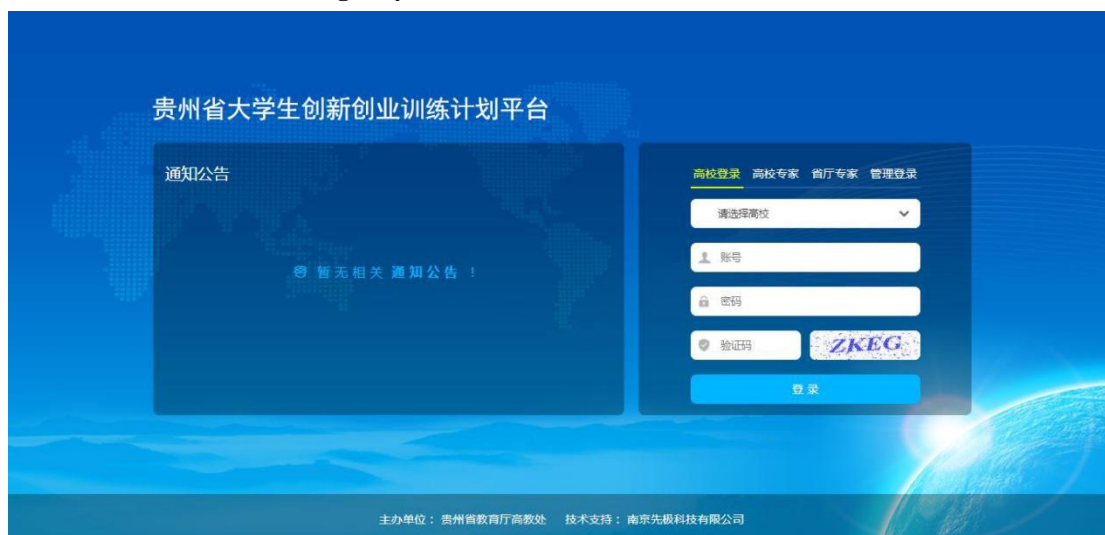 贵州省大学生创新创业训练计划平台
通知公告
暂无相关 通知公告 ！
高校登录 高校专家 省厅专家 管理登录
请选择高校
账号
密码
验证码 ZKEG
登 录
主办单位： 贵州省教育厅高教处 技术支持： 南京先极科技有限公司